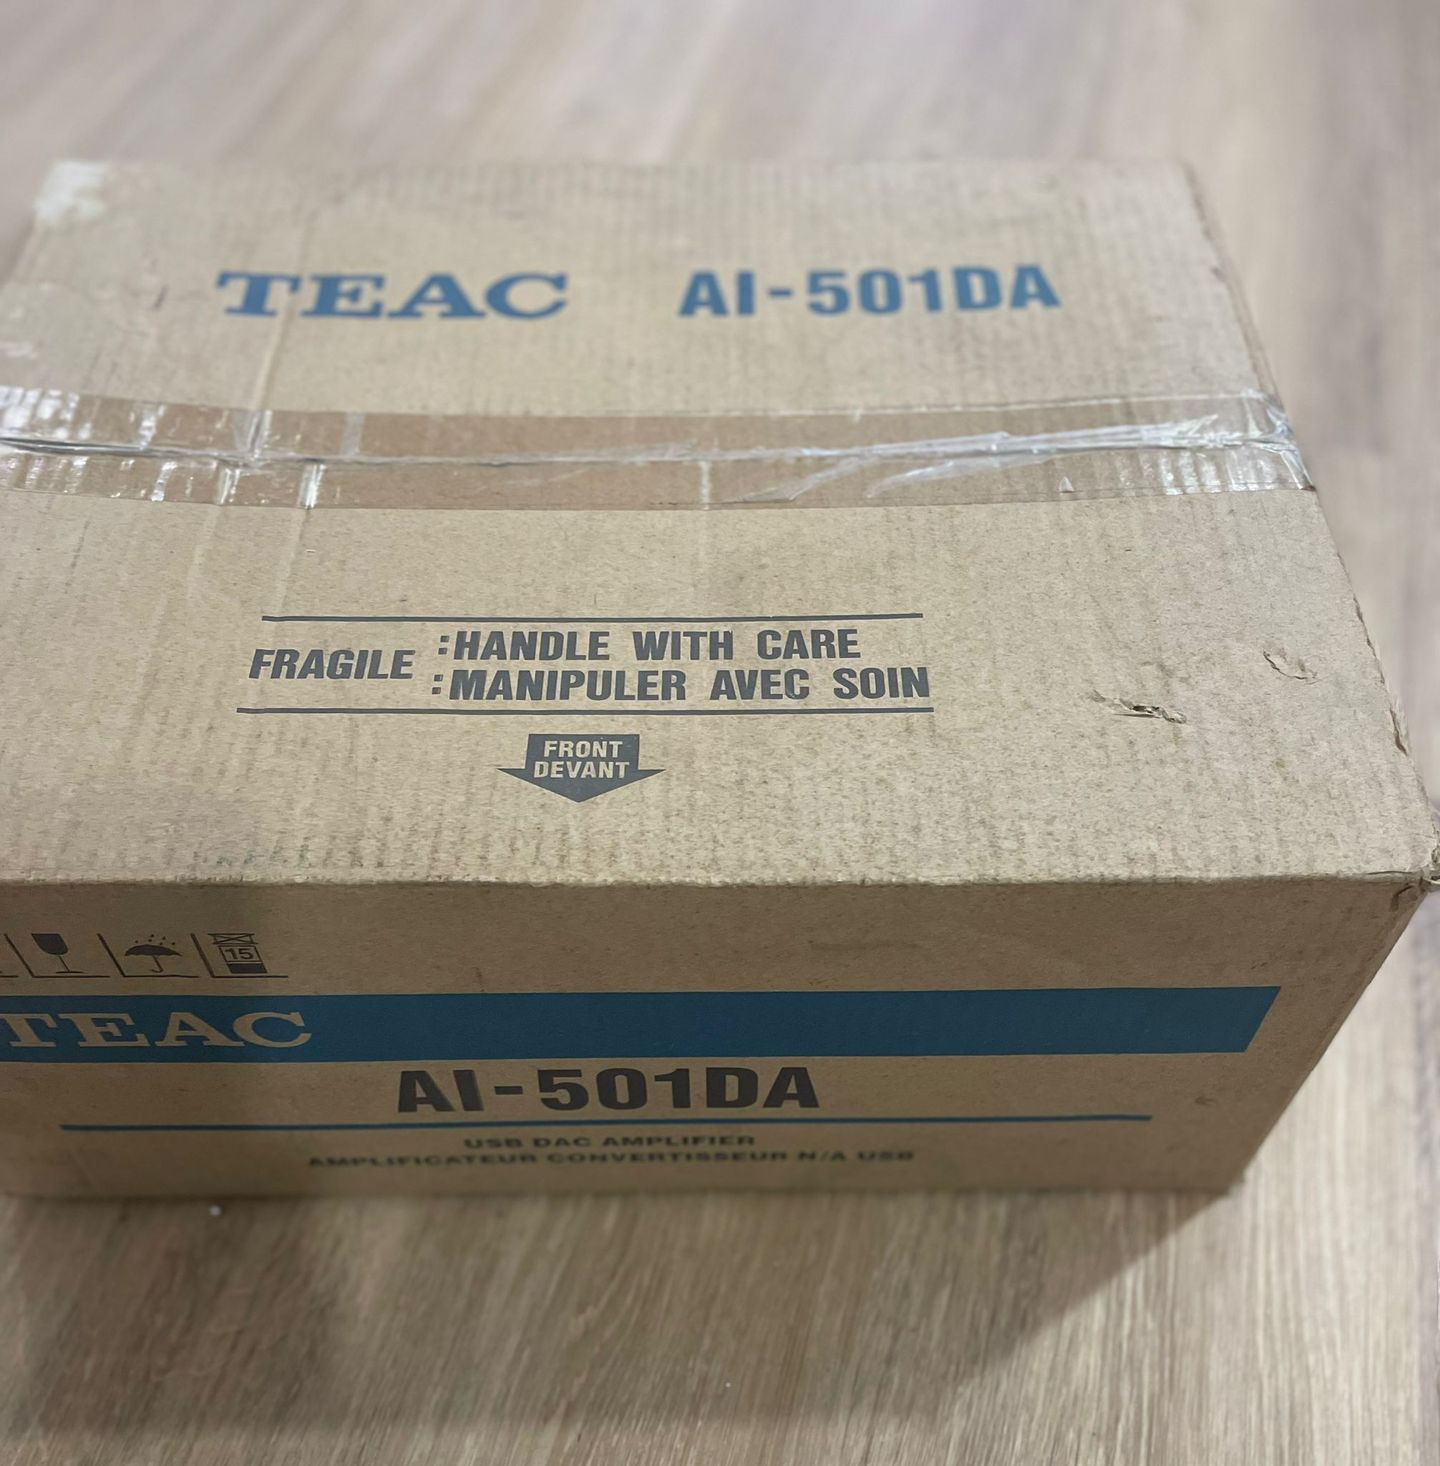 TEAC AI-501DA
FRAGILE :HANDLE WITH CARE
:MANIPULER AVEC SOIN
FRONT
DEVANT
15
TEAC
AI-501DA
USB DAC AMPLIFIER
AMPLIFICATEUR CONVERTISSEUR N/A USB